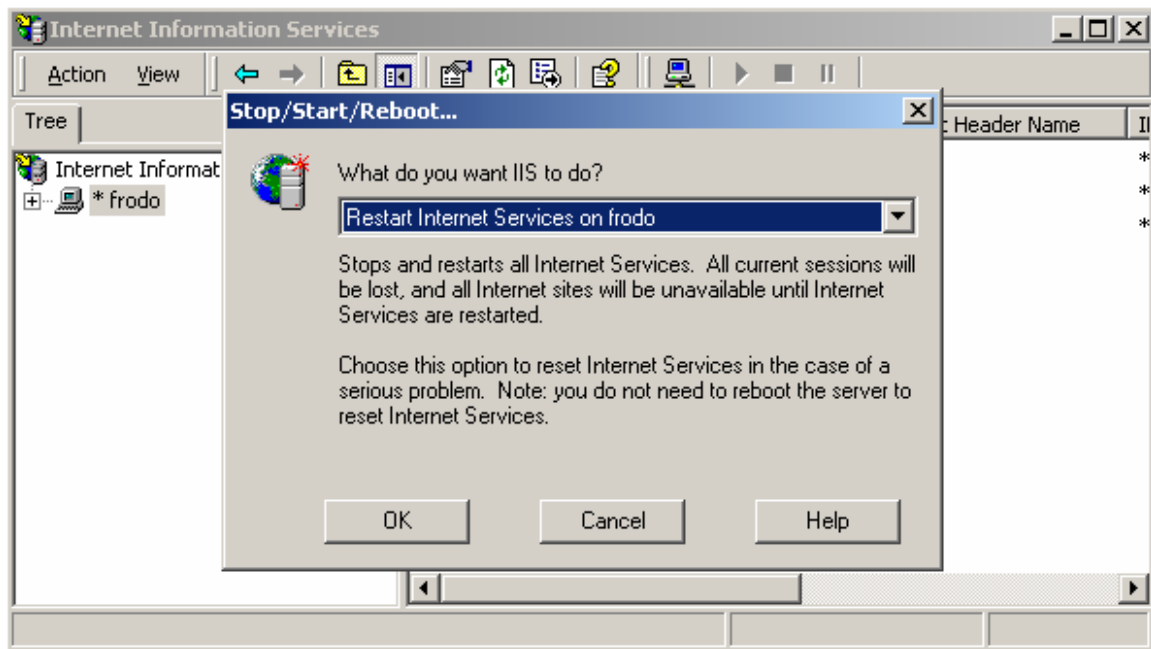 Internet Information Services
Action View
Stop/Start/Reboot...
Tree
t Header Name
Internet Informat
* frodo
What do you want IIS to do?
Restart Internet Services on frodo
Stops and restarts all Internet Services. All current sessions will
be lost, and all Internet sites will be unavailable until Internet
Services are restarted.
Choose this option to reset Internet Services in the case of a
serious problem. Note: you do not need to reboot the server to
reset Internet Services.
OK Cancel Help